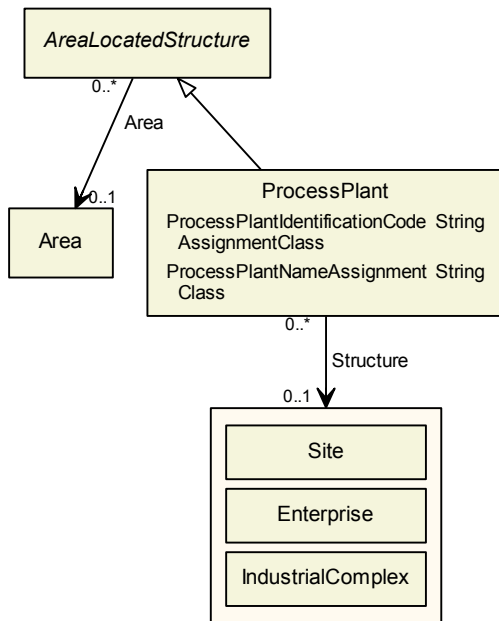 AreaLocatedStructure
0..*
Area
0..1
Area
ProcessPlant
ProcessPlantIdentificationCode String
AssignmentClass
ProcessPlantNameAssignment String
Class
0..*
Structure
0..1
Site
Enterprise
IndustrialComplex